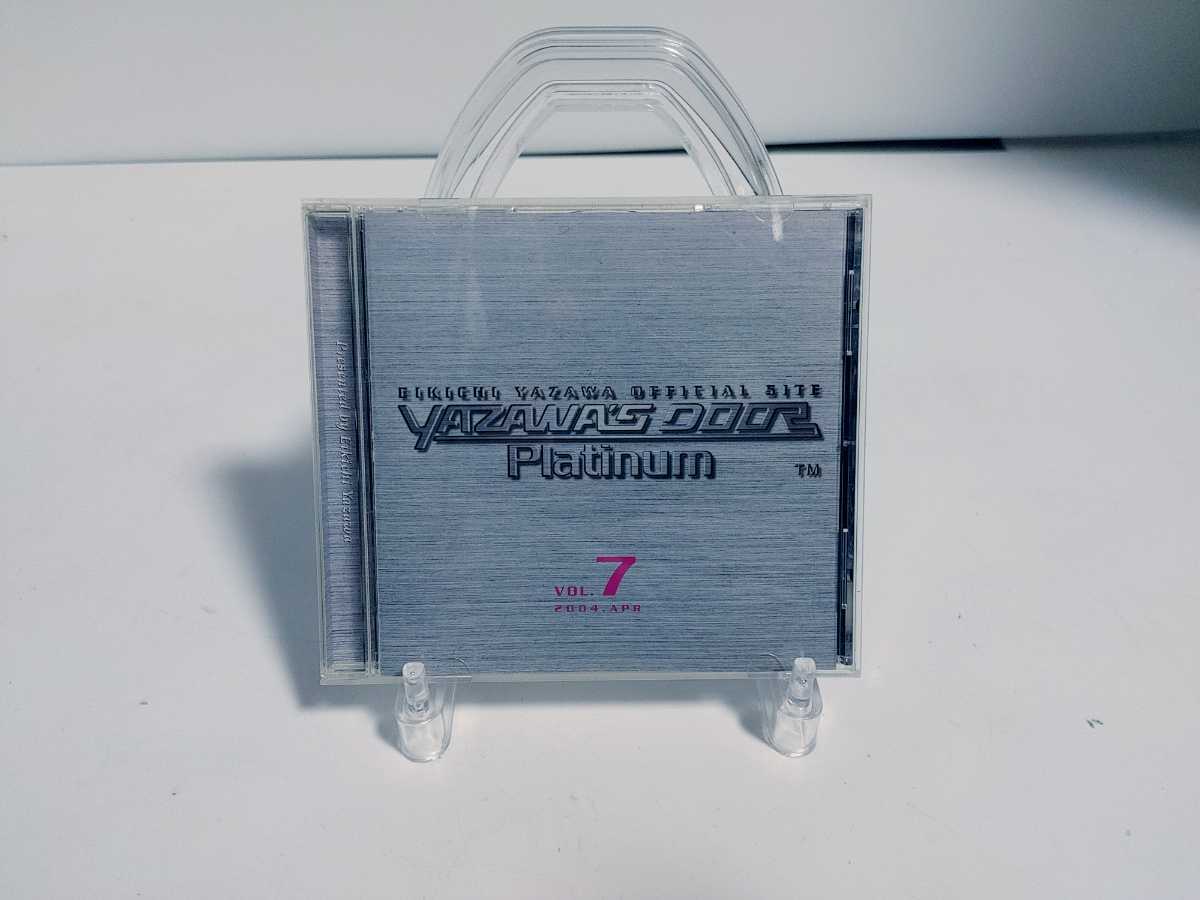 EIKICHI YAZAWA OFFICIAL SITE
YAZAWA'S DOOR
Platinum
TM
VOL. 7
2004.APR
Presented by Eikichi Yazawa